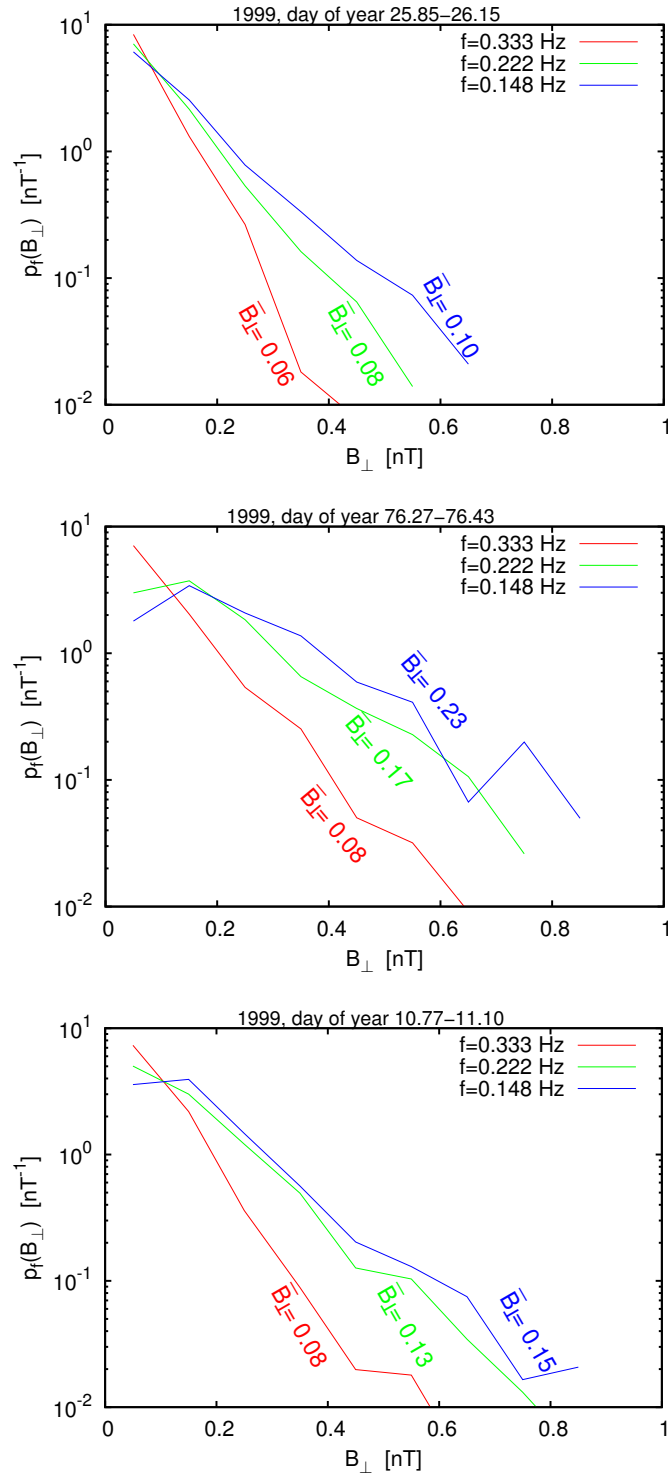 1999, day of year 25.85−26.15
10¹
f=0.333 Hz
f=0.222 Hz
f=0.148 Hz
10⁰
p_f(B_⊥) [nT⁻¹]
10⁻¹
B̄_⊥= 0.06
B̄_⊥= 0.08
B̄_⊥= 0.10
10⁻²
0 0.2 0.4 0.6 0.8 1
B_⊥ [nT]
1999, day of year 76.27−76.43
10¹
f=0.333 Hz
f=0.222 Hz
f=0.148 Hz
10⁰
p_f(B_⊥) [nT⁻¹]
B̄_⊥= 0.23
B̄_⊥= 0.17
10⁻¹
B̄_⊥= 0.08
10⁻²
0 0.2 0.4 0.6 0.8 1
B_⊥ [nT]
1999, day of year 10.77−11.10
10¹
f=0.333 Hz
f=0.222 Hz
f=0.148 Hz
10⁰
p_f(B_⊥) [nT⁻¹]
10⁻¹
B̄_⊥= 0.08
B̄_⊥= 0.13
B̄_⊥= 0.15
10⁻²
0 0.2 0.4 0.6 0.8 1
B_⊥ [nT]